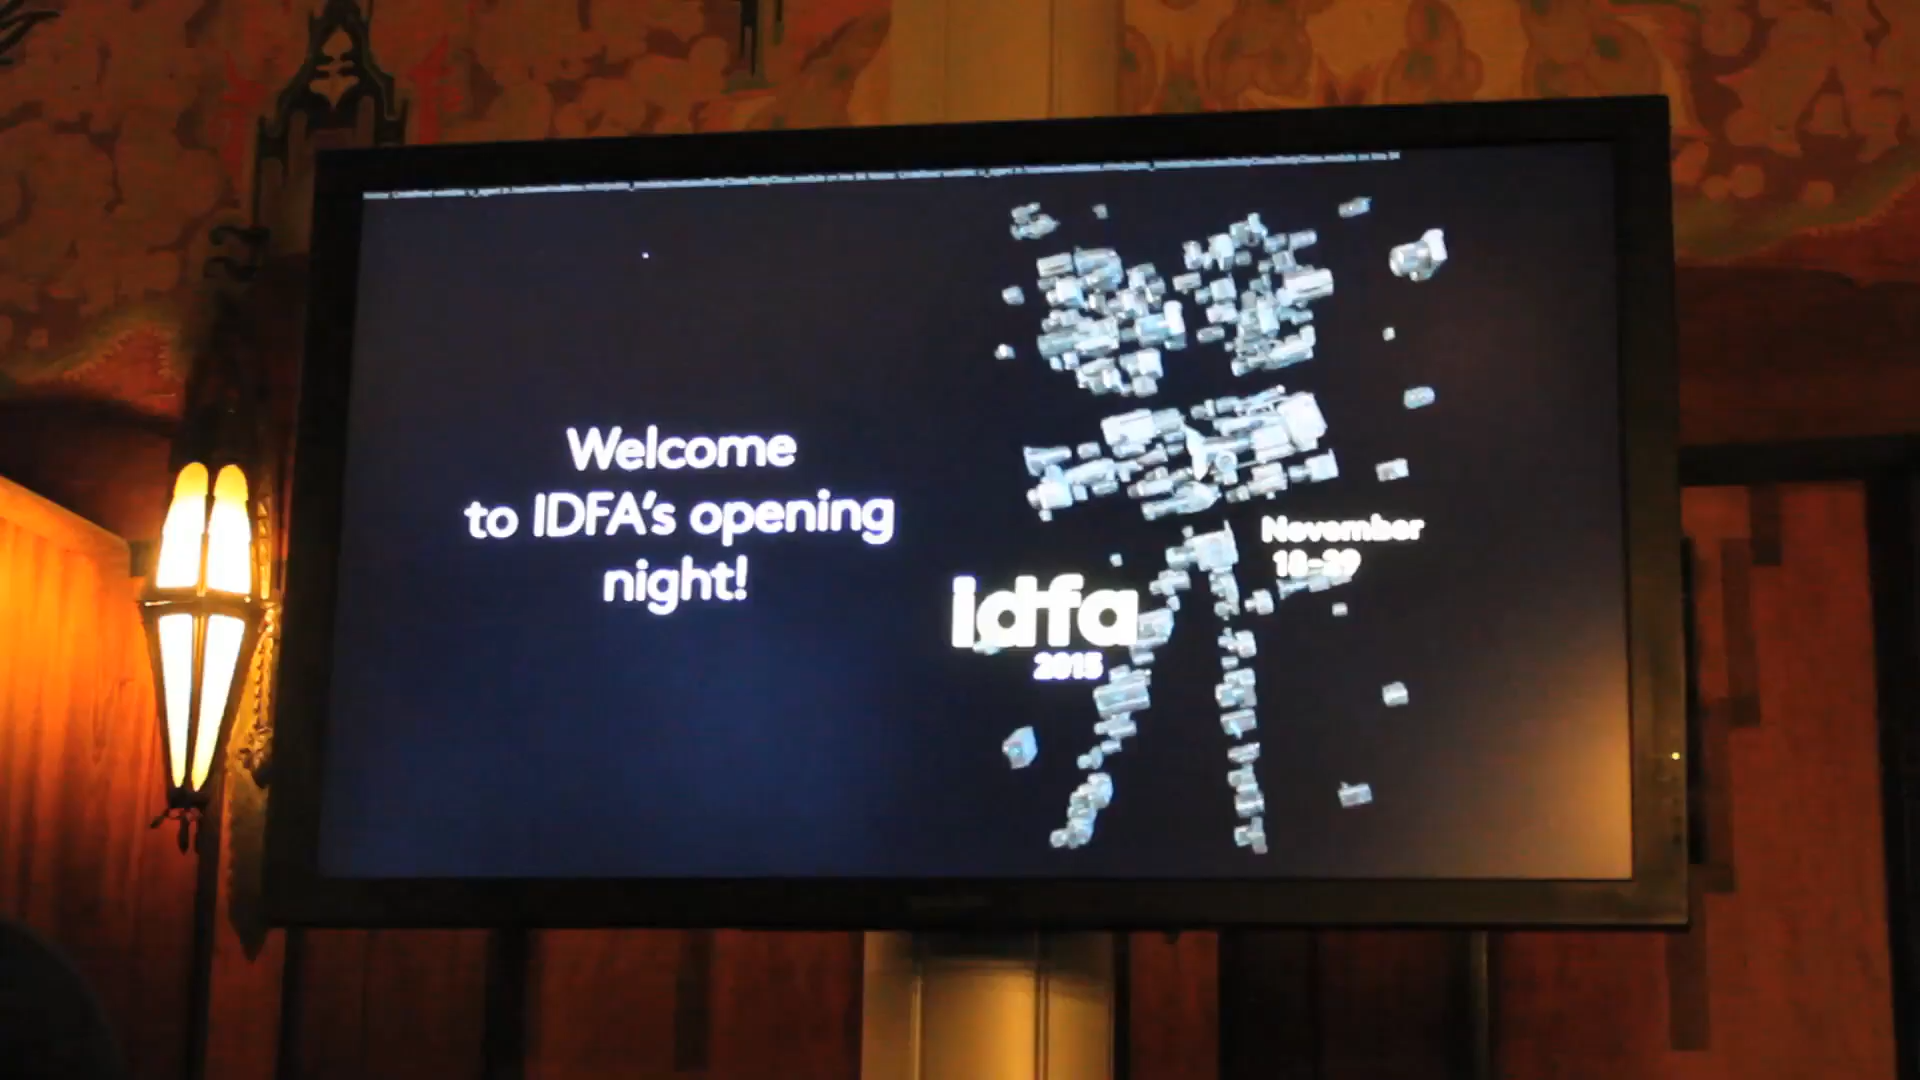 Welcome
to IDFA's opening
night!
November
18-29
idfa
2015